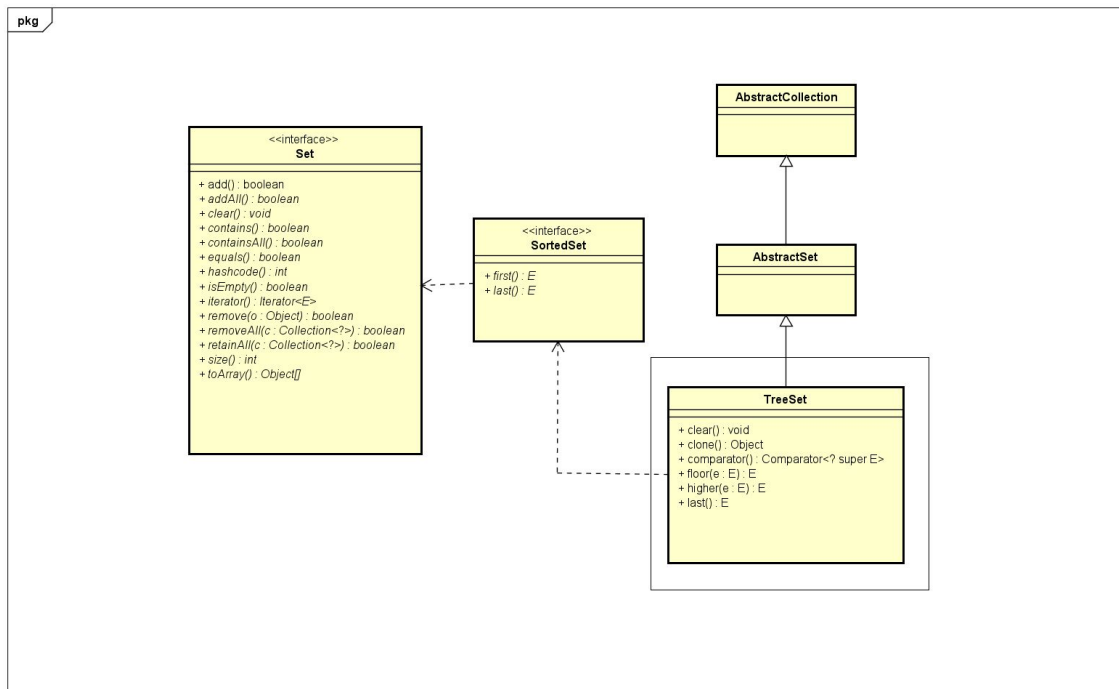 pkg
<<interface>>
Set
+ add() : boolean
+ addAll() : boolean
+ clear() : void
+ contains() : boolean
+ containsAll() : boolean
+ equals() : boolean
+ hashcode() : int
+ isEmpty() : boolean
+ iterator() : Iterator<E>
+ remove(o : Object) : boolean
+ removeAll(c : Collection<?>) : boolean
+ retainAll(c : Collection<?>) : boolean
+ size() : int
+ toArray() : Object[]
<<interface>>
SortedSet
+ first() : E
+ last() : E
AbstractCollection
AbstractSet
TreeSet
+ clear() : void
+ clone() : Object
+ comparator() : Comparator<? super E>
+ floor(e : E) : E
+ higher(e : E) : E
+ last() : E